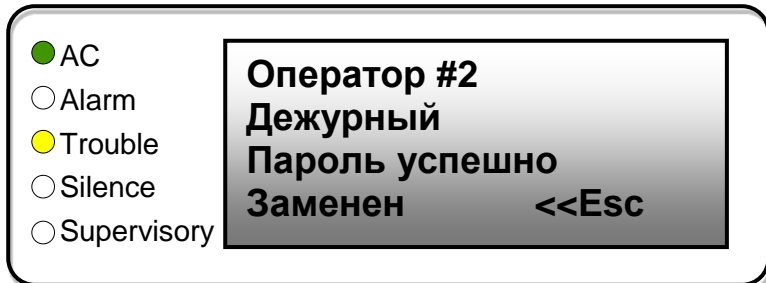 AC
Alarm
Trouble
Silence
Supervisory
Оператор #2
Дежурный
Пароль успешно
Заменен <<Esc